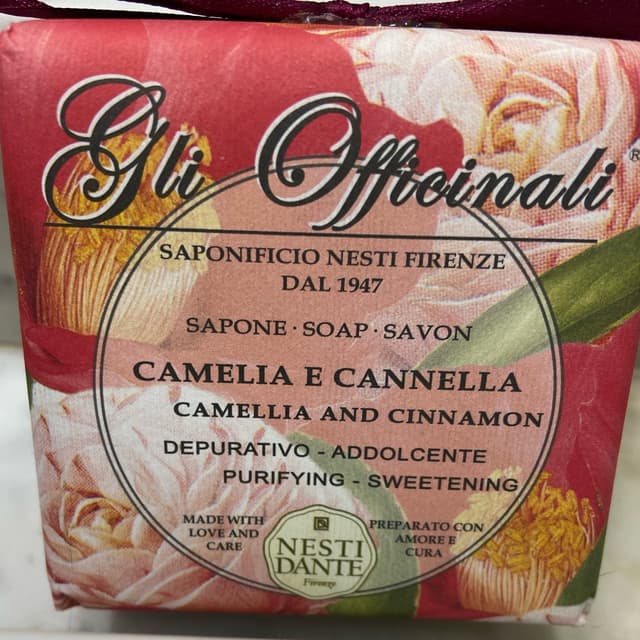 Gli Officinali ®
SAPONIFICIO NESTI FIRENZE
DAL 1947
SAPONE · SOAP · SAVON
CAMELIA E CANNELLA
CAMELLIA AND CINNAMON
DEPURATIVO - ADDOLCENTE
PURIFYING - SWEETENING
MADE WITH
LOVE AND
CARE
NESTI
DANTE
Firenze
PREPARATO CON
AMORE E
CURA